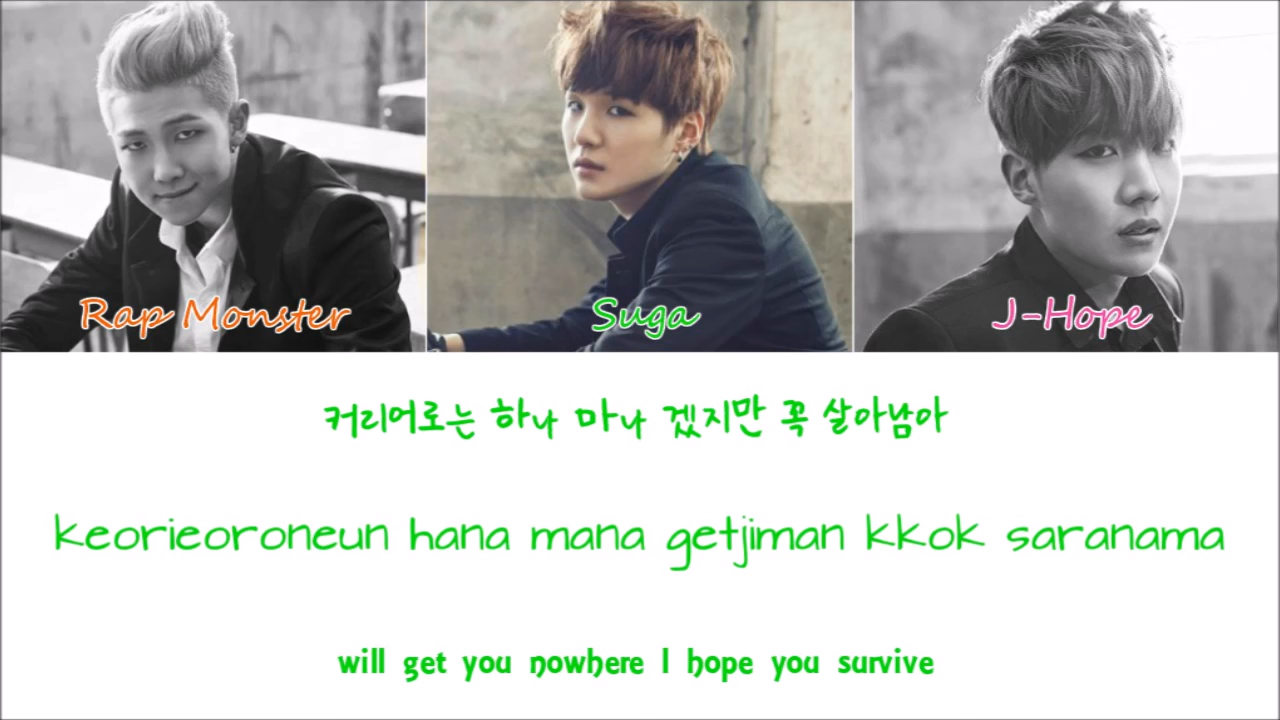 Rap Monster
Suga
J-Hope
커리어로는 하나 마나 겠지만 꼭 살아남아
keorieoroneun hana mana getjiman kkok saranama
will get you nowhere I hope you survive